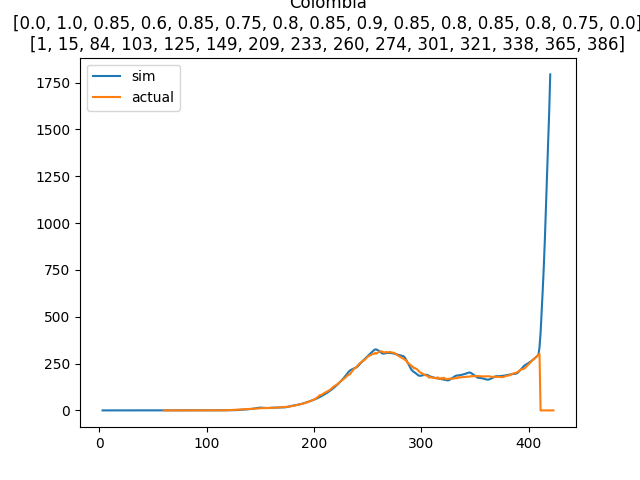 Colombia
[0.0, 1.0, 0.85, 0.6, 0.85, 0.75, 0.8, 0.85, 0.9, 0.85, 0.8, 0.85, 0.8, 0.75, 0.0]
[1, 15, 84, 103, 125, 149, 209, 233, 260, 274, 301, 321, 338, 365, 386]
sim
actual
1750
1500
1250
1000
750
500
250
0
0 100 200 300 400